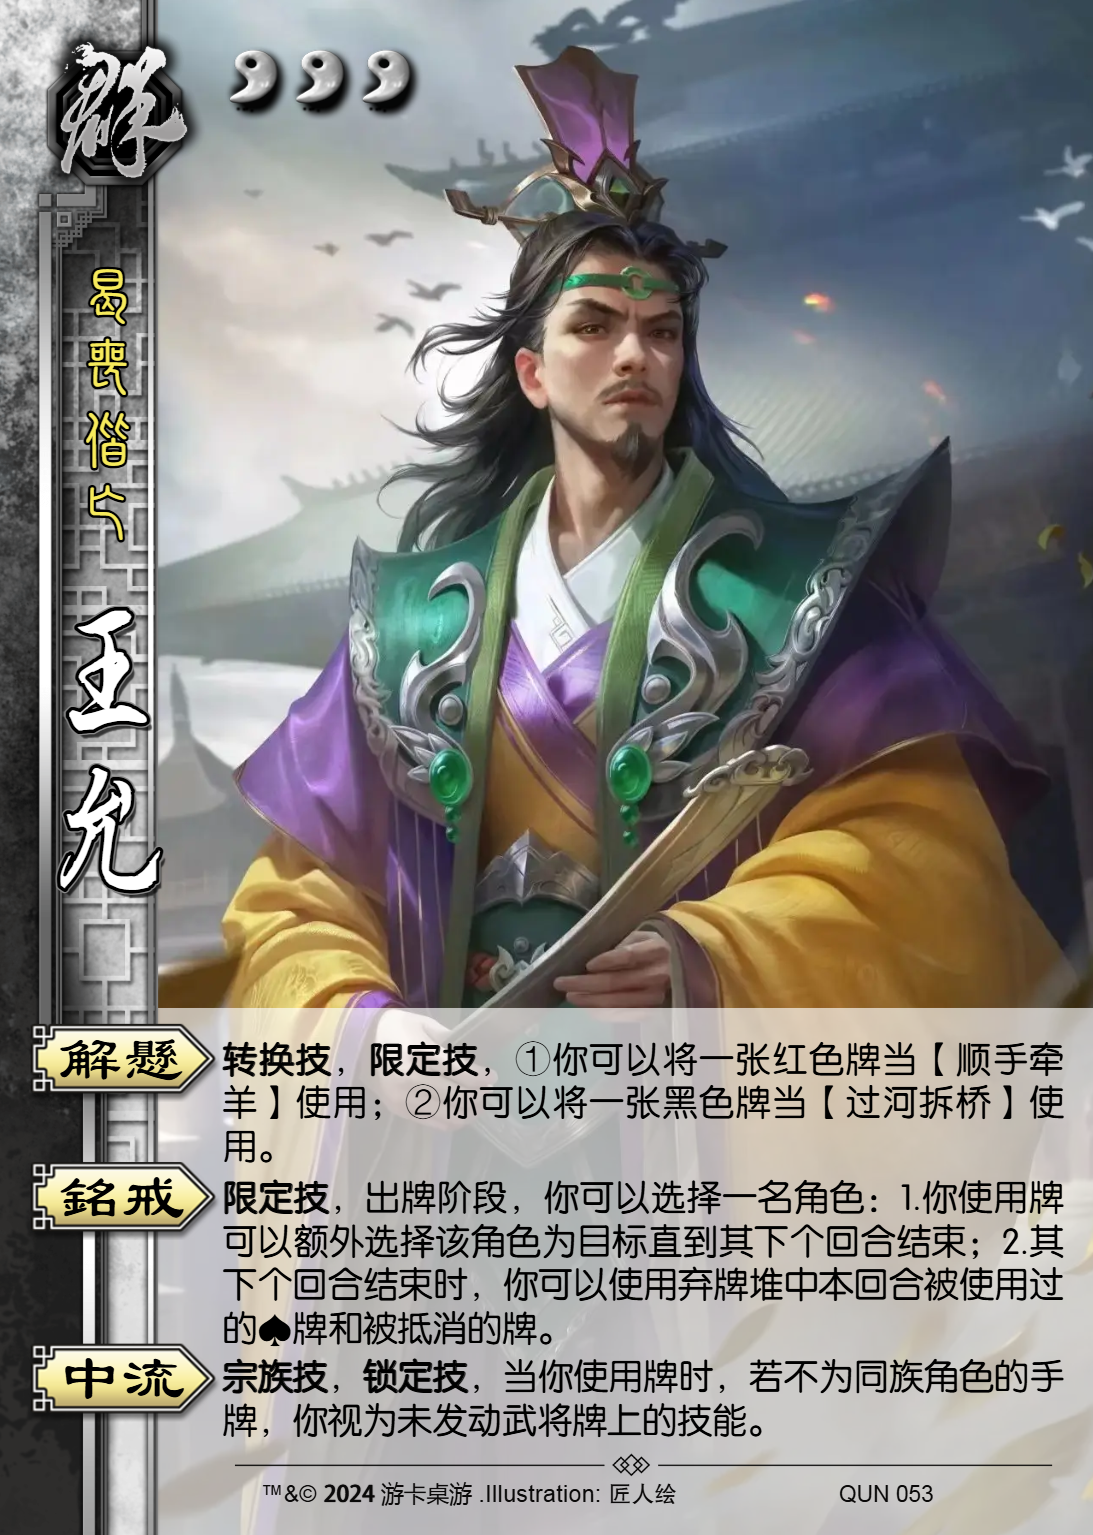 群
曷喪偕亡
王允
解懸
转换技，限定技，①你可以将一张红色牌当【顺手牵
羊】使用；②你可以将一张黑色牌当【过河拆桥】使
用。
銘戒
限定技，出牌阶段，你可以选择一名角色：1.你使用牌
可以额外选择该角色为目标直到其下个回合结束；2.其
下个回合结束时，你可以使用弃牌堆中本回合被使用过
的♠牌和被抵消的牌。
中流
宗族技，锁定技，当你使用牌时，若不为同族角色的手
牌，你视为未发动武将牌上的技能。
™&© 2024 游卡桌游 .Illustration: 匠人绘
QUN 053